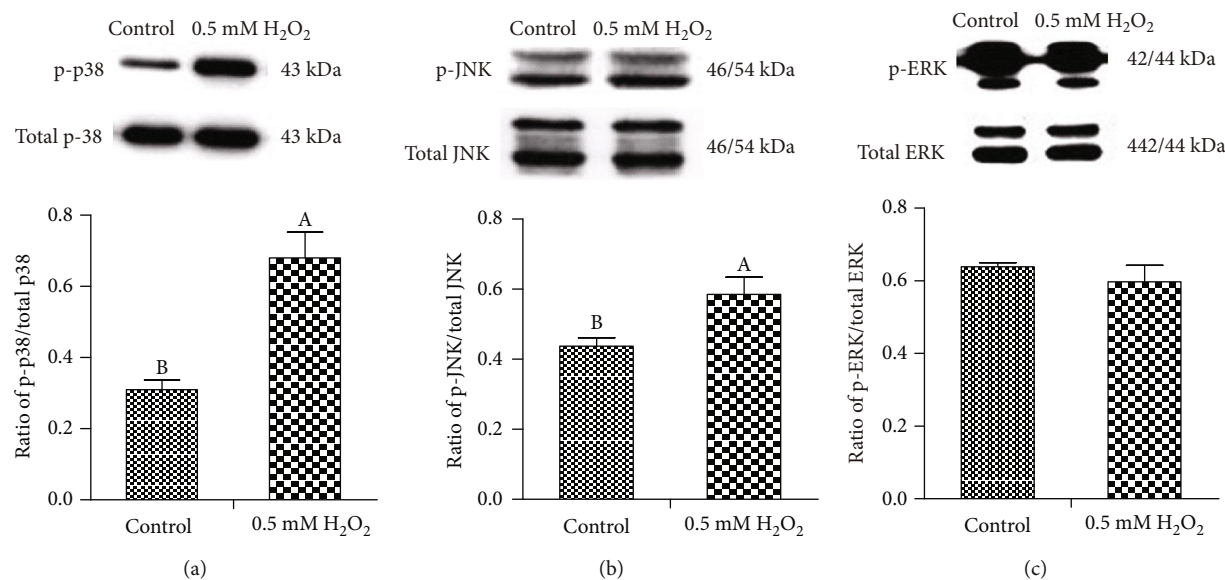 Control 0.5 mM H₂O₂
p-p38 43 kDa
Total p-38 43 kDa
Ratio of p-p38/total p38
0.8
0.6
0.4
0.2
0.0
B
A
Control 0.5 mM H₂O₂
(a)
Control 0.5 mM H₂O₂
p-JNK 46/54 kDa
Total JNK 46/54 kDa
Ratio of p-JNK/total JNK
0.8
0.6
0.4
0.2
0.0
B
A
Control 0.5 mM H₂O₂
(b)
Control 0.5 mM H₂O₂
p-ERK 42/44 kDa
Total ERK 442/44 kDa
Ratio of p-ERK/total ERK
0.8
0.6
0.4
0.2
0.0
Control 0.5 mM H₂O₂
(c)